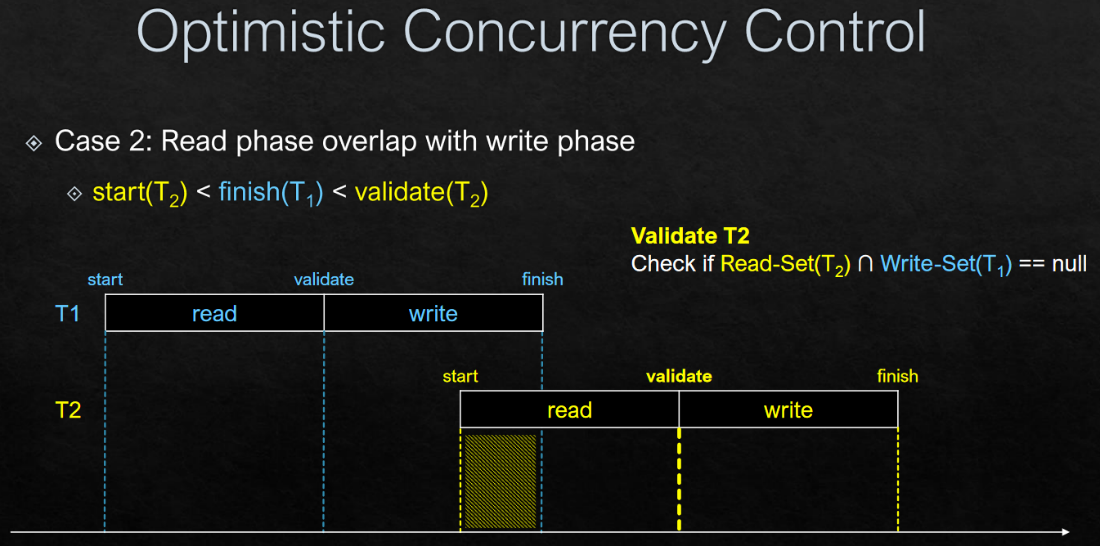 Optimistic Concurrency Control
Case 2: Read phase overlap with write phase
start(T₂) < finish(T₁) < validate(T₂)
Validate T2
Check if Read-Set(T₂) ∩ Write-Set(T₁) == null
start validate finish
T1 read write
start validate finish
T2 read write